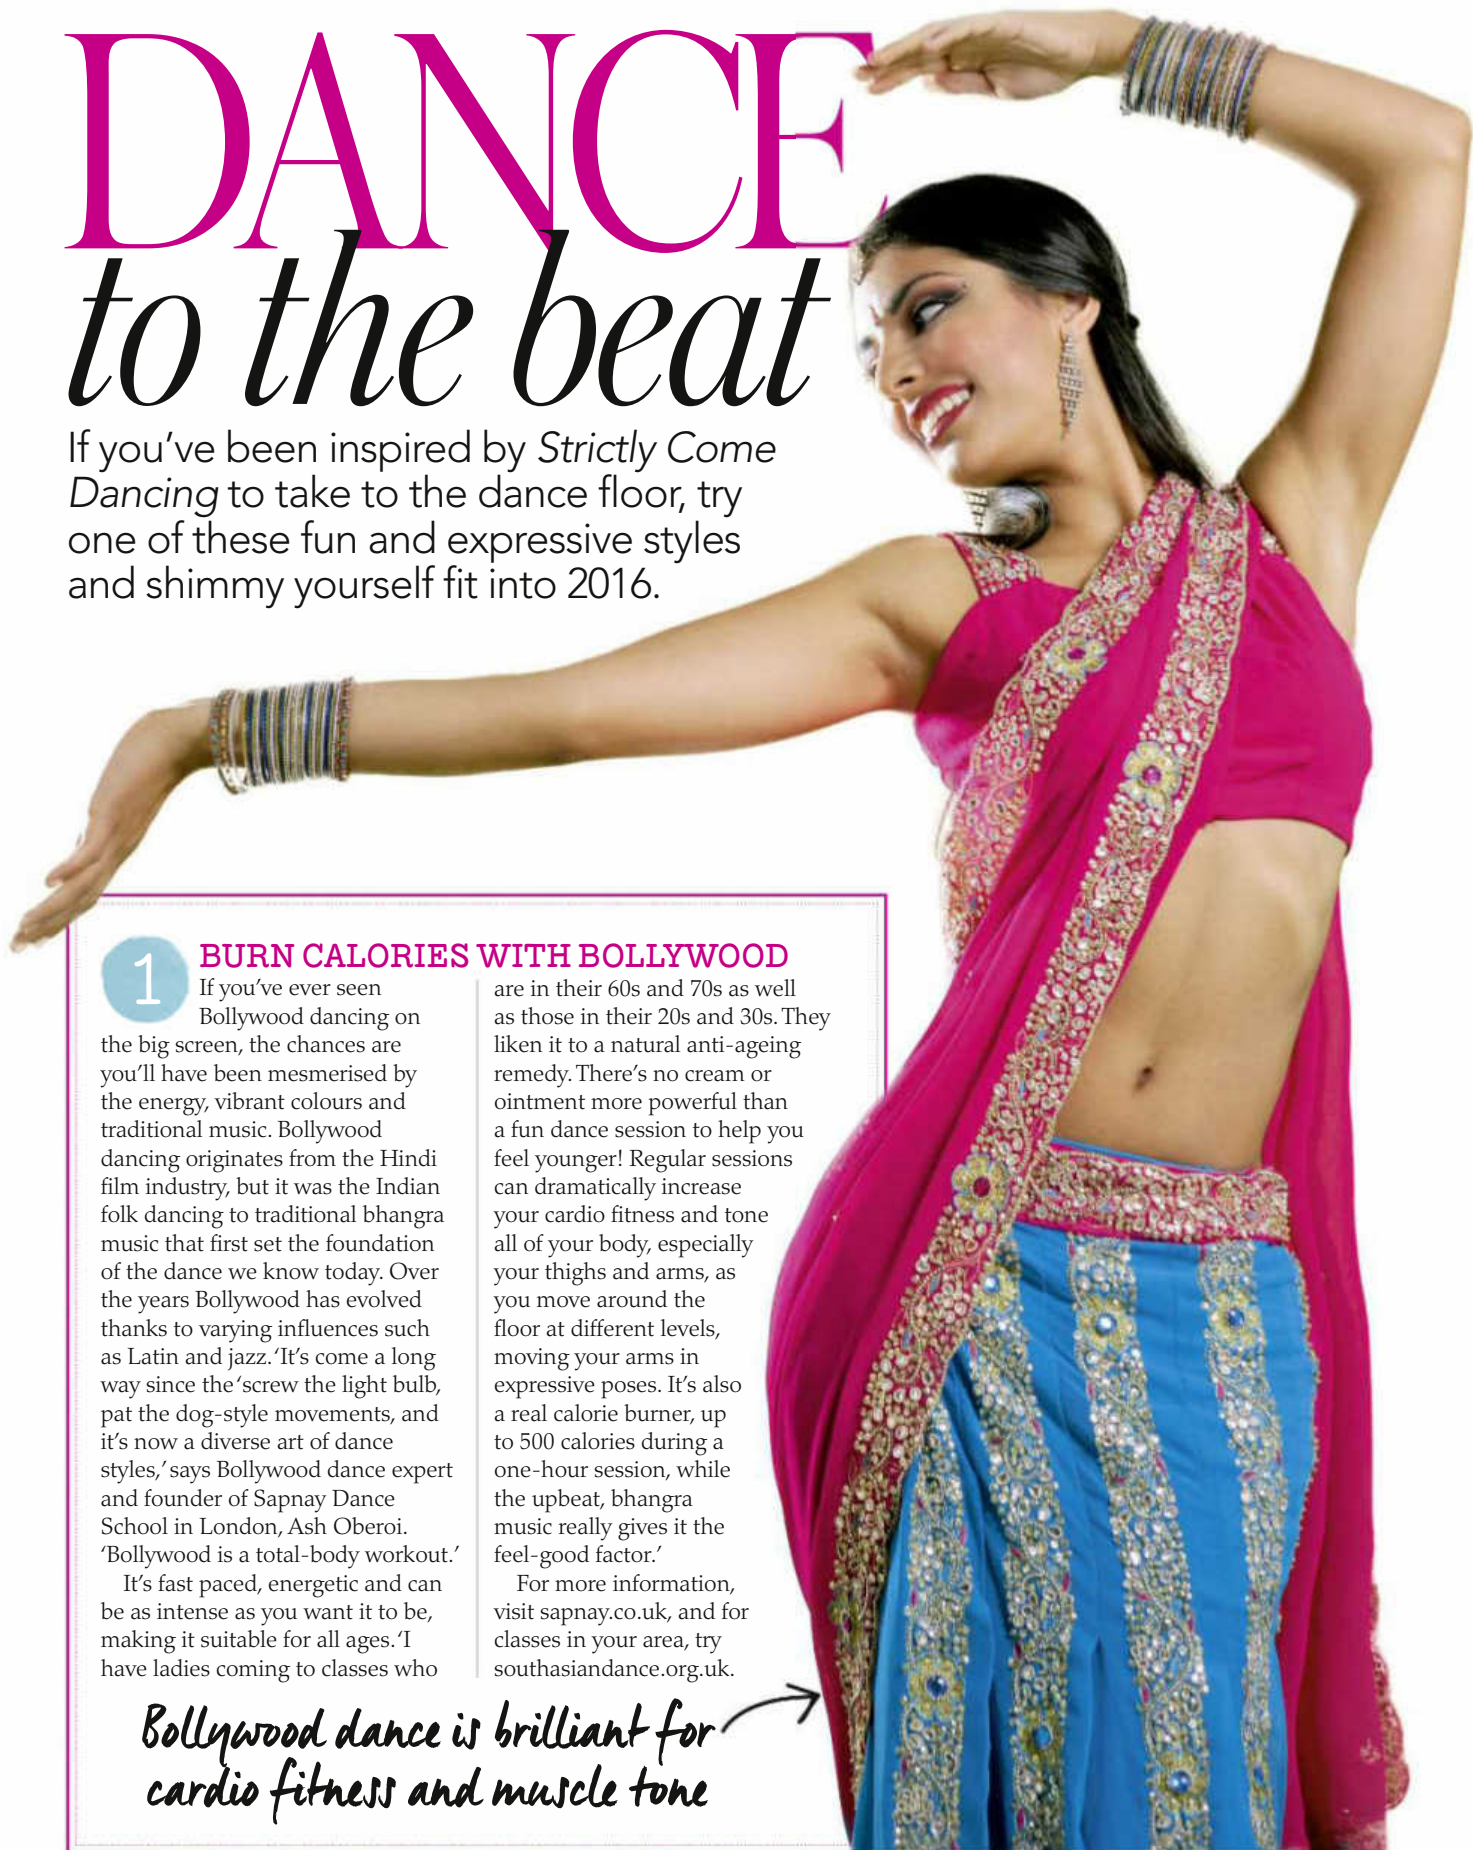 DANCE
to the beat
If you've been inspired by Strictly Come
Dancing to take to the dance floor, try
one of these fun and expressive styles
and shimmy yourself fit into 2016.
1
BURN CALORIES WITH BOLLYWOOD
If you've ever seen
Bollywood dancing on
the big screen, the chances are
you'll have been mesmerised by
the energy, vibrant colours and
traditional music. Bollywood
dancing originates from the Hindi
film industry, but it was the Indian
folk dancing to traditional bhangra
music that first set the foundation
of the dance we know today. Over
the years Bollywood has evolved
thanks to varying influences such
as Latin and jazz. 'It's come a long
way since the 'screw the light bulb,
pat the dog-style movements, and
it's now a diverse art of dance
styles,' says Bollywood dance expert
and founder of Sapnay Dance
School in London, Ash Oberoi.
'Bollywood is a total-body workout.'
It's fast paced, energetic and can
be as intense as you want it to be,
making it suitable for all ages. 'I
have ladies coming to classes who
are in their 60s and 70s as well
as those in their 20s and 30s. They
liken it to a natural anti-ageing
remedy. There's no cream or
ointment more powerful than
a fun dance session to help you
feel younger! Regular sessions
can dramatically increase
your cardio fitness and tone
all of your body, especially
your thighs and arms, as
you move around the
floor at different levels,
moving your arms in
expressive poses. It's also
a real calorie burner, up
to 500 calories during a
one-hour session, while
the upbeat, bhangra
music really gives it the
feel-good factor.'
For more information,
visit sapnay.co.uk, and for
classes in your area, try
southasiandance.org.uk.
Bollywood dance is brilliant for
cardio fitness and muscle tone